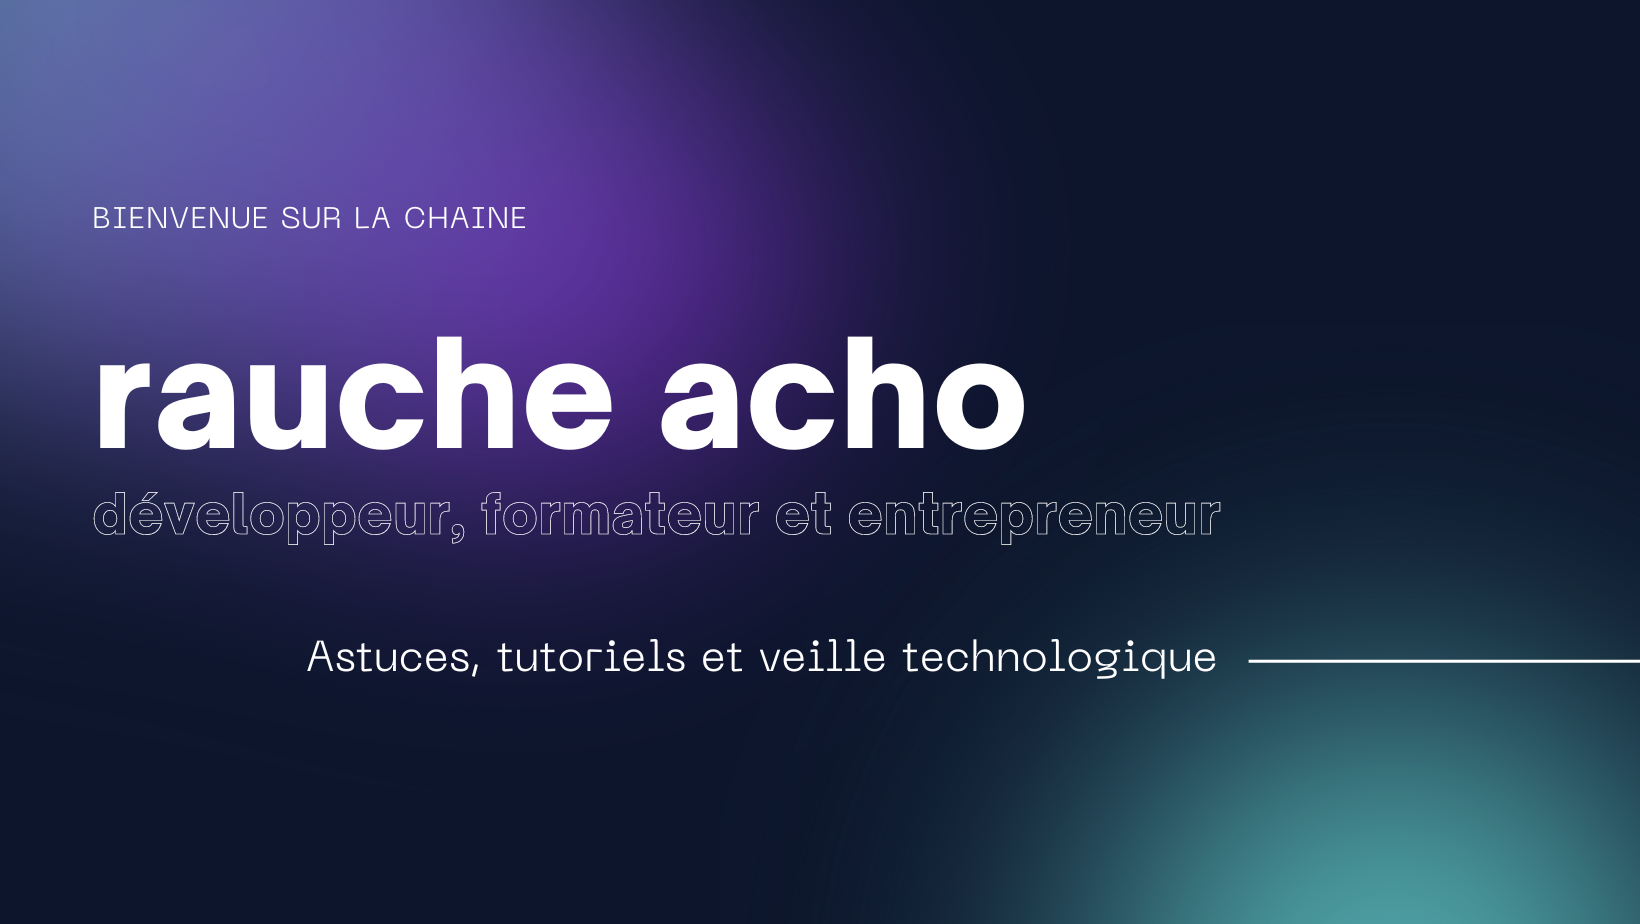 BIENVENUE SUR LA CHAINE
rauche acho
développeur, formateur et entrepreneur
Astuces, tutoriels et veille technologique